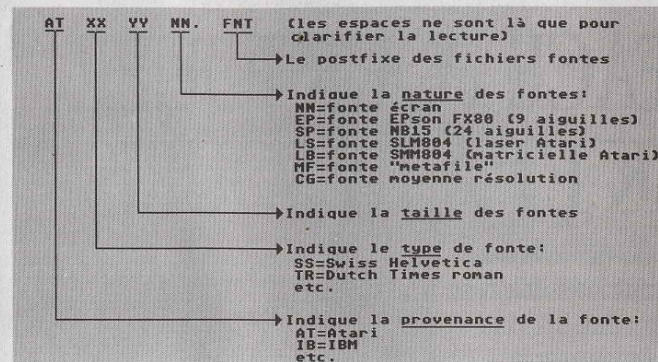 AT XX YY NN. FNT (les espaces ne sont là que pour
clarifier la lecture)
Le postfixe des fichiers fontes
Indique la nature des fontes:
NN=fonte écran
EP=fonte EPson FX80 (9 aiguilles)
SP=fonte NB15 (24 aiguilles)
LS=fonte SLM804 (laser Atari)
LB=fonte SMM804 (matricielle Atari)
MF=fonte "metafile"
CG=fonte moyenne résolution
Indique la taille des fontes
Indique le type de fonte:
SS=Swiss Helvetica
TR=Dutch Times roman
etc.
Indique la provenance de la fonte:
AT=Atari
IB=IBM
etc.